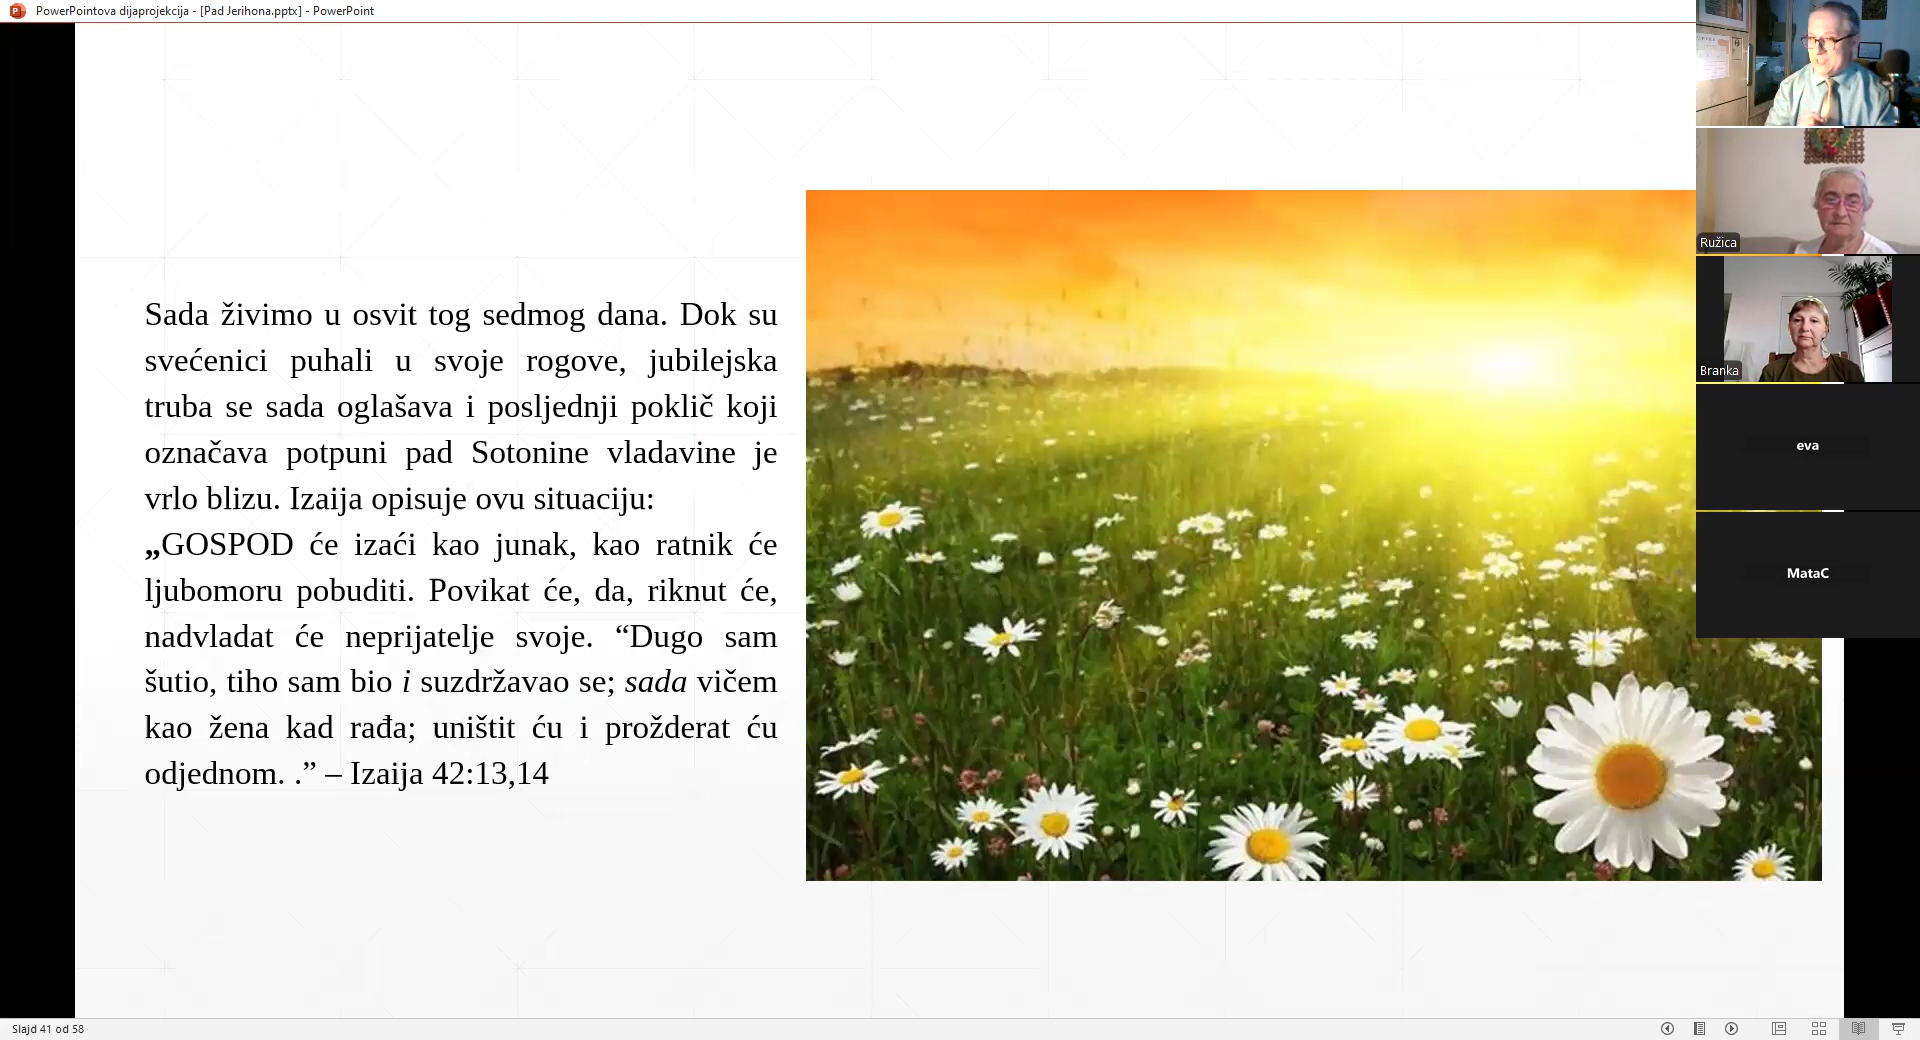 PowerPointova dijaprojekcija - [Pad Jerihona.pptx] - PowerPoint
Sada živimo u osvit tog sedmog dana. Dok su
svećenici puhali u svoje rogove, jubilejska
truba se sada oglašava i posljednji poklič koji
označava potpuni pad Sotonine vladavine je
vrlo blizu. Izaija opisuje ovu situaciju:
„GOSPOD će izaći kao junak, kao ratnik će
ljubomoru pobuditi. Povikat će, da, riknut će,
nadvladat će neprijatelje svoje. “Dugo sam
šutio, tiho sam bio i suzdržavao se; sada vičem
kao žena kad rađa; uništit ću i prožderat ću
odjednom. .” – Izaija 42:13,14
Ružica
Branka
eva
MataC
Slajd 41 od 58